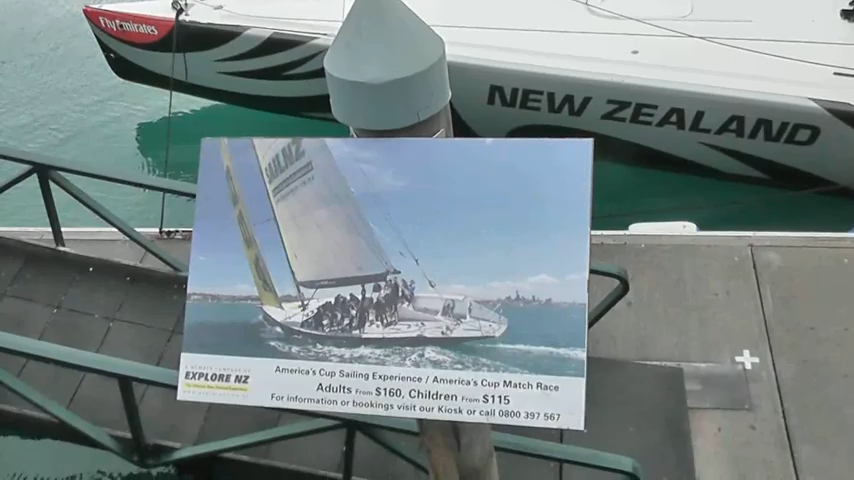 Fly Emirates
NEW ZEALAND
SAILNZ
EXPLORE NZ
America's Cup Sailing Experience / America's Cup Match Race
Adults From $160, Children From $115
For information or bookings visit our Kiosk or call 0800 397 567